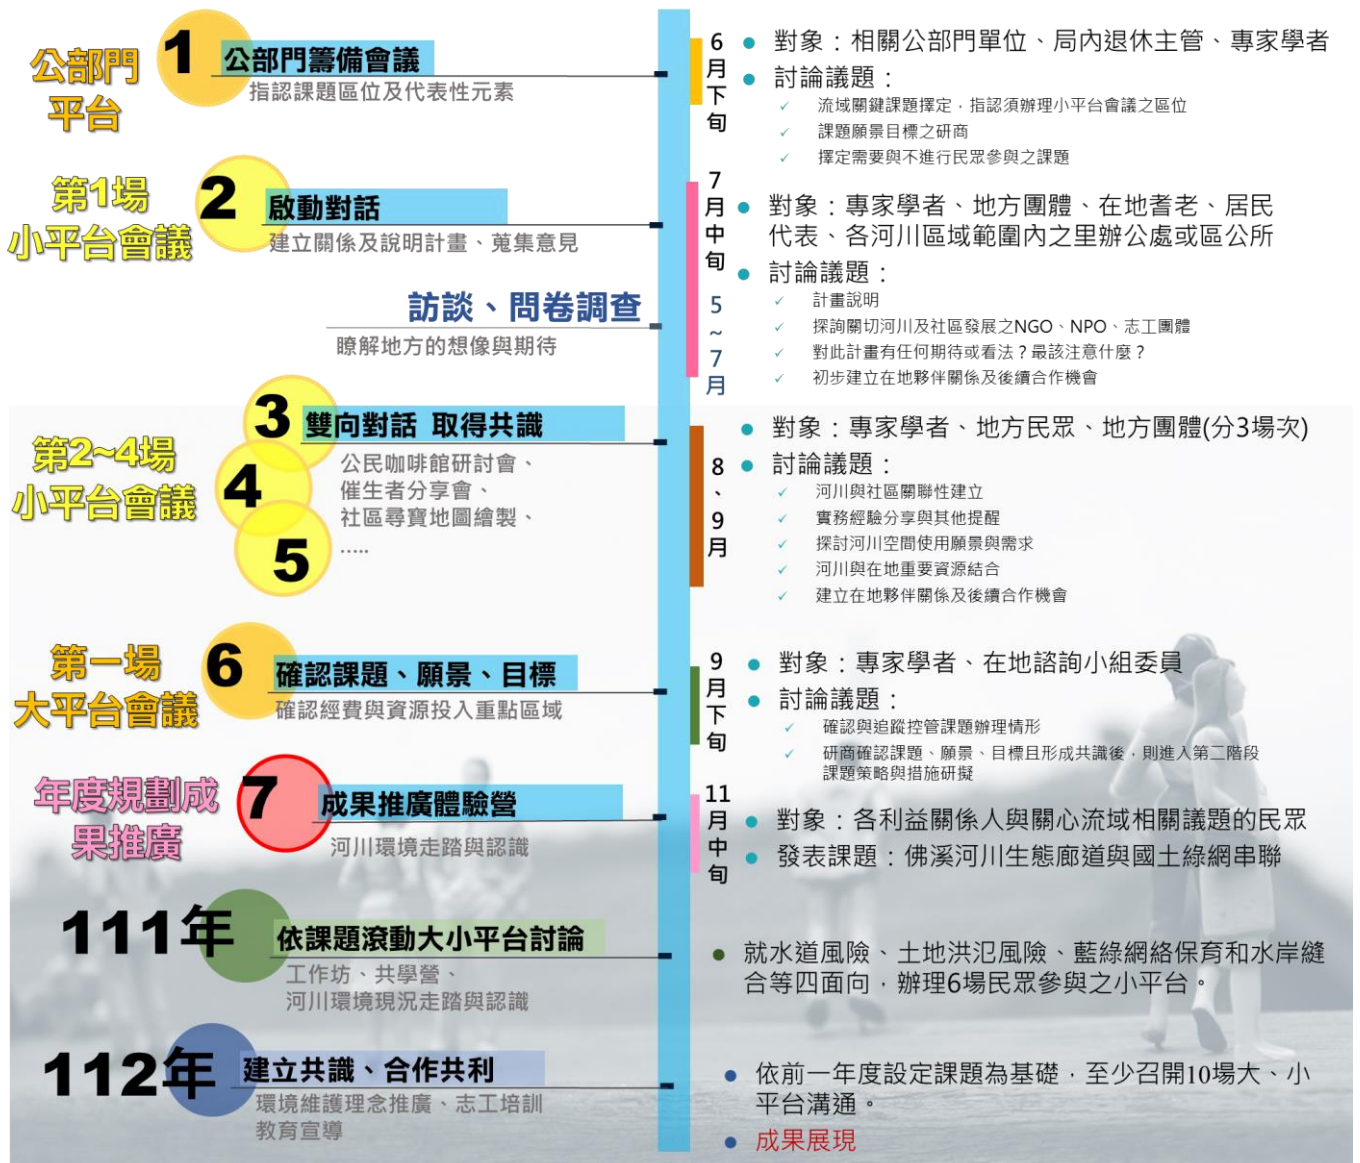 公部門
平台
1
公部門籌備會議
指認課題區位及代表性元素
6月下旬
對象：相關公部門單位、局內退休主管、專家學者
討論議題：
流域關鍵課題擇定，指認須辦理小平台會議之區位
課題願景目標之研商
擇定需要與不進行民眾參與之課題
第1場
小平台會議
2
啟動對話
建立關係及說明計畫、蒐集意見
7月中旬
對象：專家學者、地方團體、在地耆老、居民
代表、各河川區域範圍內之里辦公處或區公所
討論議題：
計畫說明
探詢關切河川及社區發展之NGO、NPO、志工團體
對此計畫有任何期待或看法？最該注意什麼？
初步建立在地夥伴關係及後續合作機會
訪談、問卷調查
瞭解地方的想像與期待
5~7月
第2~4場
小平台會議
3
4
5
雙向對話 取得共識
公民咖啡館研討會、
催生者分享會、
社區尋寶地圖繪製、
.....
8、9月
對象：專家學者、地方民眾、地方團體(分3場次)
討論議題：
河川與社區關聯性建立
實務經驗分享與其他提醒
探討河川空間使用願景與需求
河川與在地重要資源結合
建立在地夥伴關係及後續合作機會
第一場
大平台會議
6
確認課題、願景、目標
確認經費與資源投入重點區域
9月下旬
對象：專家學者、在地諮詢小組委員
討論議題：
確認與追蹤控管課題辦理情形
研商確認課題、願景、目標且形成共識後，則進入第二階段
課題策略與措施研擬
年度規劃成
果推廣
7
成果推廣體驗營
河川環境走踏與認識
11月中旬
對象：各利益關係人與關心流域相關議題的民眾
發表課題：佛溪河川生態廊道與國土綠網串聯
111年
依課題滾動大小平台討論
工作坊、共學營、
河川環境現況走踏與認識
就水道風險、土地洪氾風險、藍綠網絡保育和水岸縫
合等四面向，辦理6場民眾參與之小平台。
112年
建立共識、合作共利
環境維護理念推廣、志工培訓
教育宣導
依前一年度設定課題為基礎，至少召開10場大、小
平台溝通。
成果展現